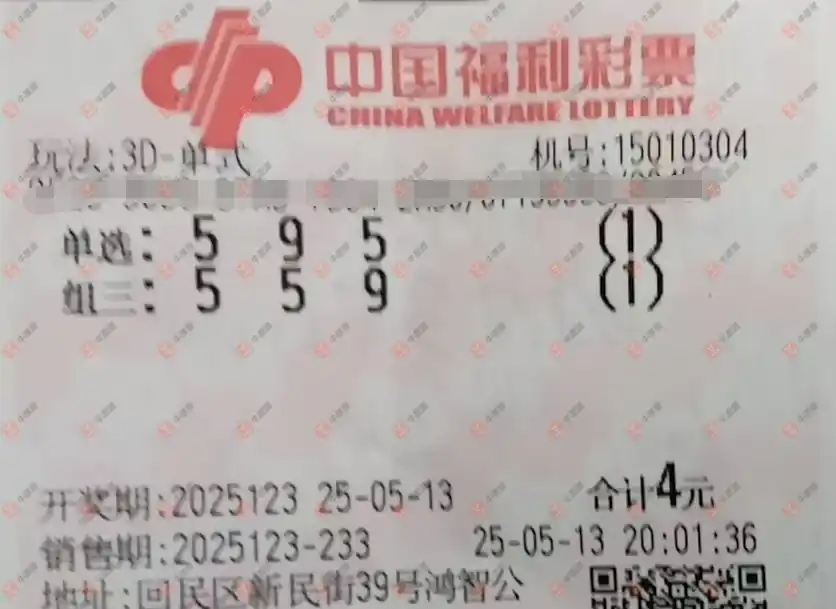 中国福利彩票
CHINA WELFARE LOTTERY
玩法:3D-单式 机号:15010304
单选: 5 9 5 (1)
组三: 5 5 9 (1)
开奖期:2025123 25-05-13 合计4元
销售期:2025123-233 25-05-13 20:01:36
地址:回民区新民街39号鸿智公